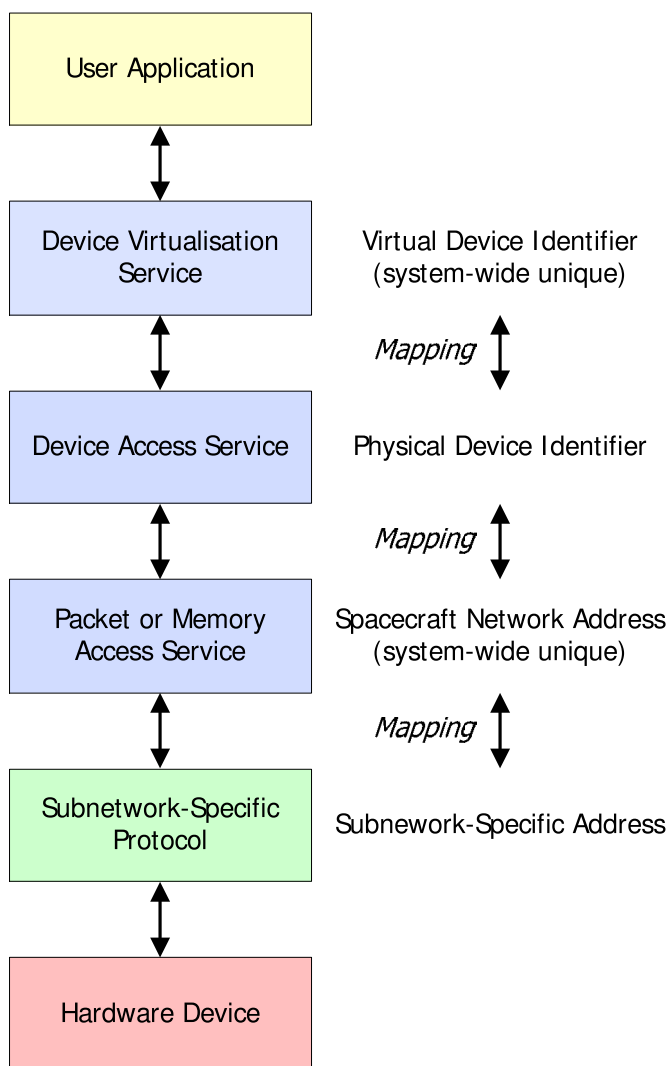 User Application
Device Virtualisation
Service
Virtual Device Identifier
(system-wide unique)
Mapping
Device Access Service
Physical Device Identifier
Mapping
Packet or Memory
Access Service
Spacecraft Network Address
(system-wide unique)
Mapping
Subnetwork-Specific
Protocol
Subnework-Specific Address
Hardware Device